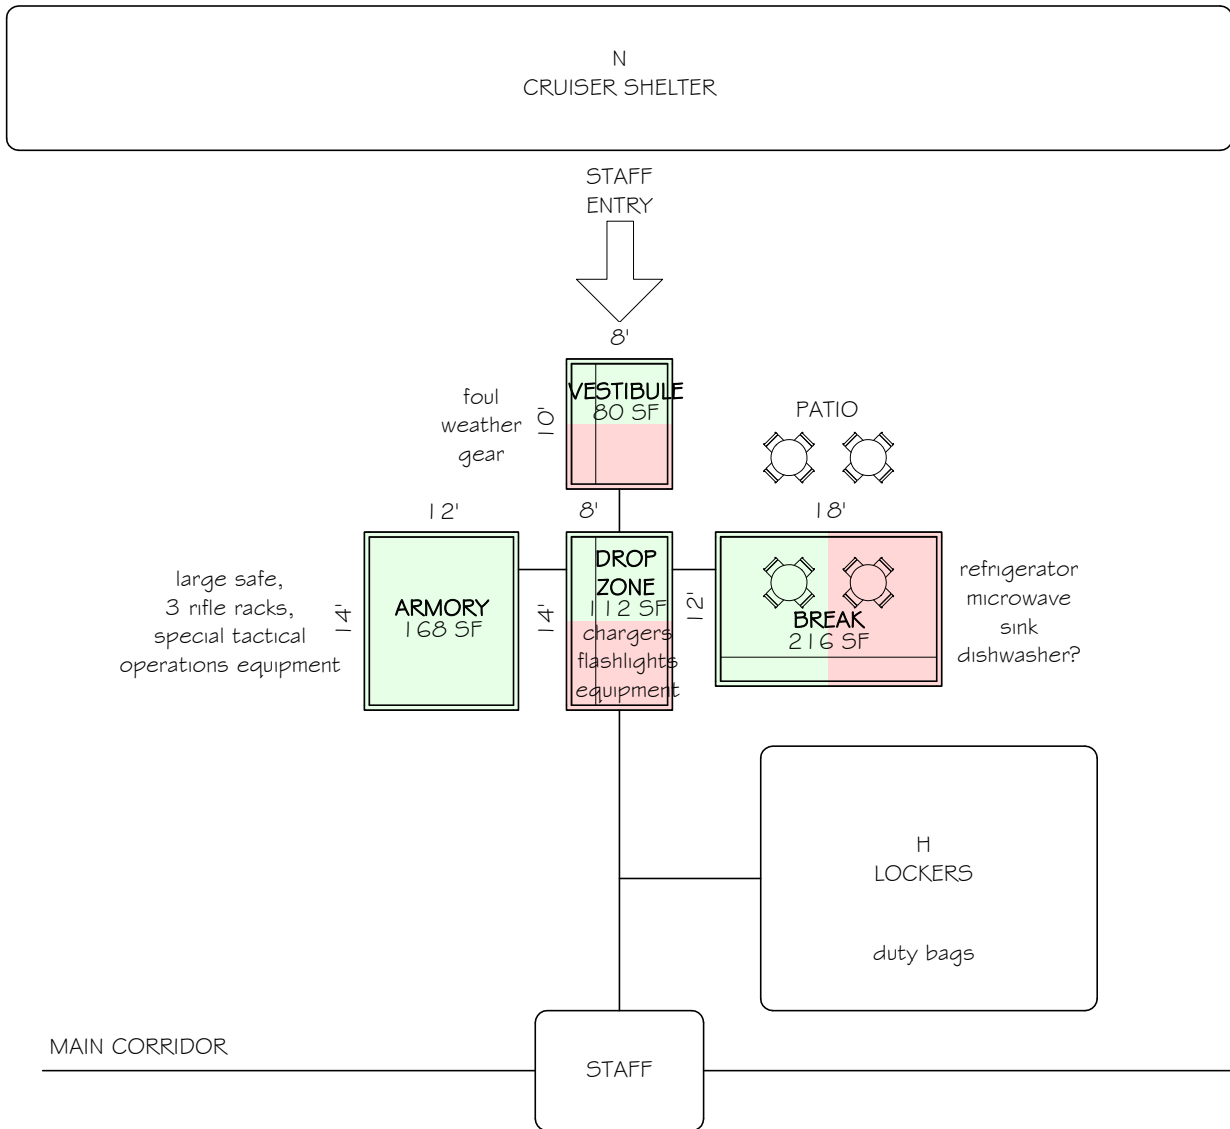 N
CRUISER SHELTER
STAFF
ENTRY
8'
VESTIBULE
80 SF
10'
foul
weather
gear
PATIO
12'
8'
18'
large safe,
3 rifle racks,
special tactical
operations equipment
14'
ARMORY
168 SF
14'
DROP
ZONE
112 SF
chargers
flashlights
equipment
12'
BREAK
216 SF
refrigerator
microwave
sink
dishwasher?
H
LOCKERS
duty bags
MAIN CORRIDOR
STAFF